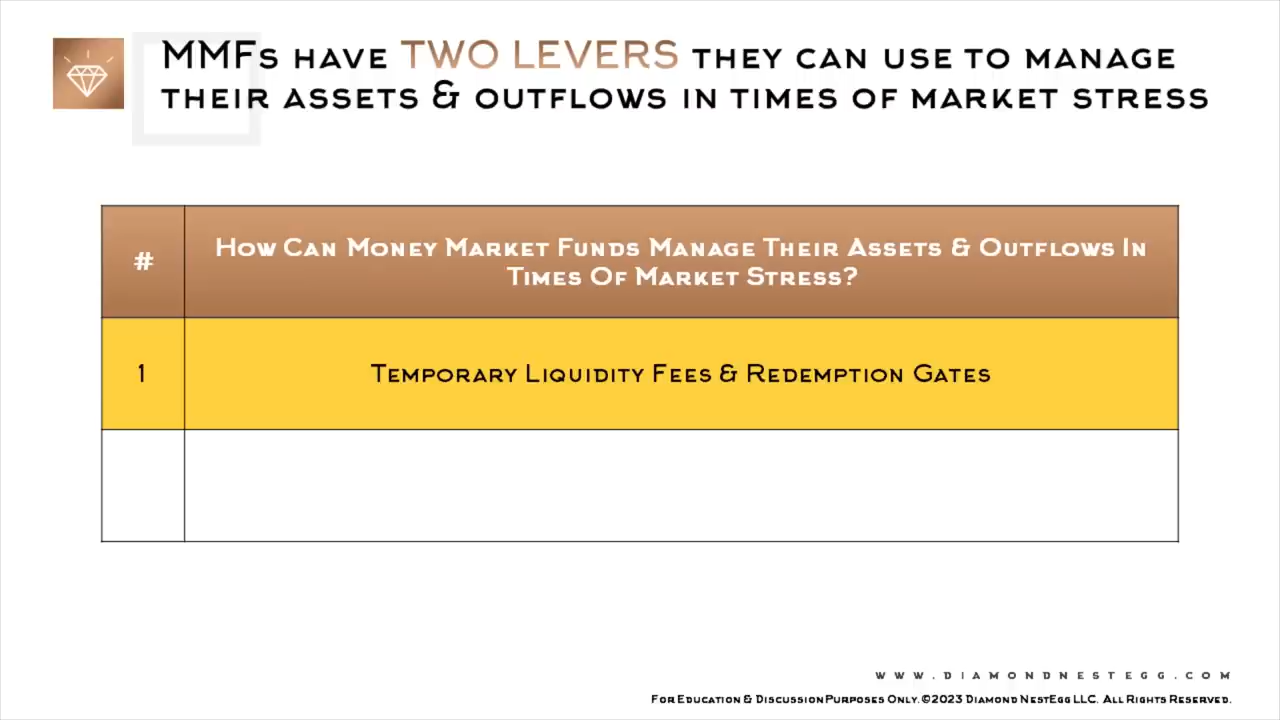 MMFs have TWO LEVERS they can use to manage
their assets & outflows in times of market stress
#
How Can Money Market Funds Manage Their Assets & Outflows In
Times Of Market Stress?
1
Temporary Liquidity Fees & Redemption Gates
WWW.DIAMONDNESTEGG.COM
For Education & Discussion Purposes Only. ©2023 Diamond NestEgg LLC. All Rights Reserved.